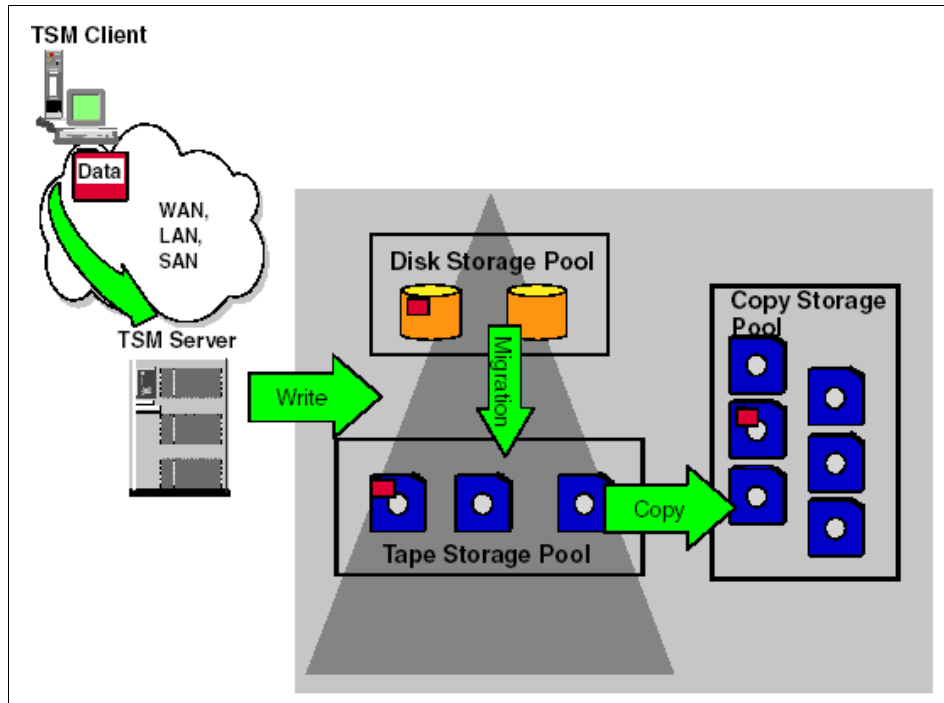 TSM Client
Data
WAN,
LAN,
SAN
TSM Server
Write
Disk Storage Pool
Migration
Tape Storage Pool
Copy
Copy Storage
Pool